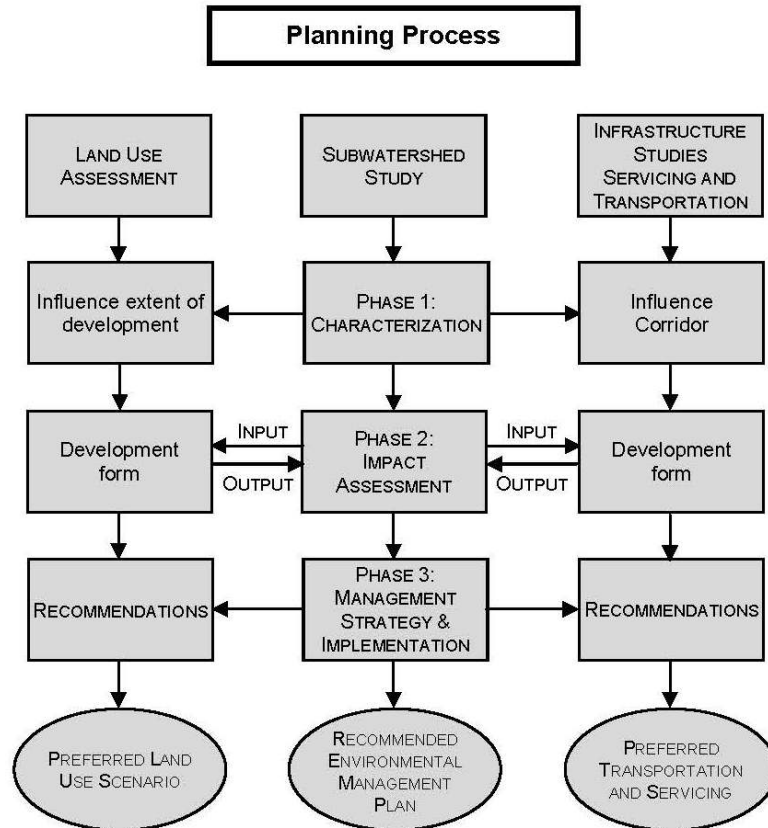 Planning Process
LAND USE
ASSESSMENT
SUBWATERSHED
STUDY
INFRASTRUCTURE
STUDIES
SERVICING AND
TRANSPORTATION
Influence extent of
development
PHASE 1:
CHARACTERIZATION
Influence
Corridor
Development
form
INPUT
OUTPUT
PHASE 2:
IMPACT
ASSESSMENT
INPUT
OUTPUT
Development
form
RECOMMENDATIONS
PHASE 3:
MANAGEMENT
STRATEGY &
IMPLEMENTATION
RECOMMENDATIONS
PREFERRED LAND
USE SCENARIO
RECOMMENDED
ENVIRONMENTAL
MANAGEMENT
PLAN
PREFERRED
TRANSPORTATION
AND SERVICING